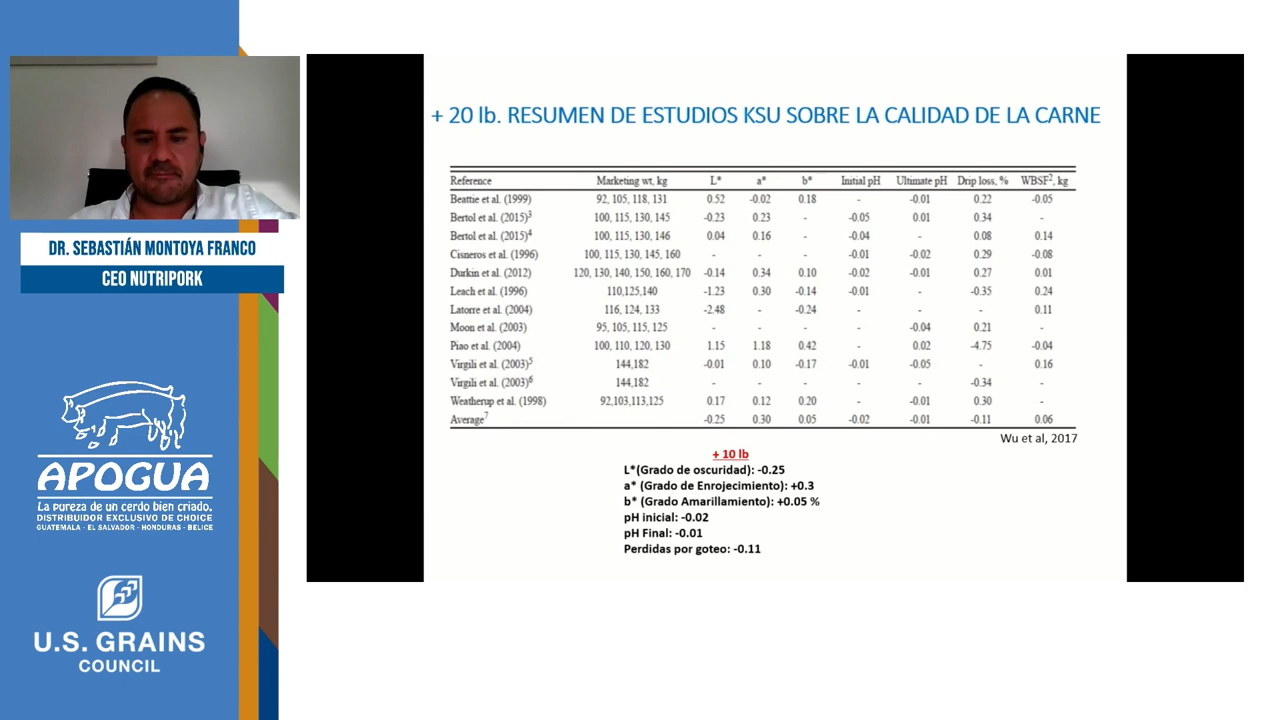 + 20 lb. RESUMEN DE ESTUDIOS KSU SOBRE LA CALIDAD DE LA CARNE
Reference Marketing wt, kg L* a* b* Initial pH Ultimate pH Drip loss, % WBSF2, kg
Beattie et al. (1999) 92, 105, 118, 131 0.52 -0.02 0.18 - -0.01 0.22 -0.05
Bertol et al. (2015)3 100, 115, 130, 145 -0.23 0.23 - -0.05 0.01 0.34 -
Bertol et al. (2015)4 100, 115, 130, 146 0.04 0.16 - -0.04 - 0.08 0.14
Cisneros et al. (1996) 100, 115, 130, 145, 160 - - - -0.01 -0.02 0.29 -0.08
Durkin et al. (2012) 120, 130, 140, 150, 160, 170 -0.14 0.34 0.10 -0.02 -0.01 0.27 0.01
Leach et al. (1996) 110,125,140 -1.23 0.30 -0.14 -0.01 - -0.35 0.24
Latorre et al. (2004) 116, 124, 133 -2.48 - -0.24 - - - 0.11
Moon et al. (2003) 95, 105, 115, 125 - - - - -0.04 0.21 -
Piao et al. (2004) 100, 110, 120, 130 1.15 1.18 0.42 - 0.02 -4.75 -0.04
Virgili et al. (2003)5 144,182 -0.01 0.10 -0.17 -0.01 -0.05 - 0.16
Virgili et al. (2003)6 144,182 - - - - - -0.34 -
Weatherup et al. (1998) 92,103,113,125 0.17 0.12 0.20 - -0.01 0.30 -
Average7 -0.25 0.30 0.05 -0.02 -0.01 -0.11 0.06
Wu et al, 2017
+ 10 lb
L*(Grado de oscuridad): -0.25
a* (Grado de Enrojecimiento): +0.3
b* (Grado Amarillamiento): +0.05 %
pH inicial: -0.02
pH Final: -0.01
Perdidas por goteo: -0.11
DR. SEBASTIÁN MONTOYA FRANCO
CEO NUTRIPORK
APOGUA
La pureza de un cerdo bien criado.
DISTRIBUIDOR EXCLUSIVO DE CHOICE
GUATEMALA - EL SALVADOR - HONDURAS - BELICE
U.S. GRAINS
COUNCIL